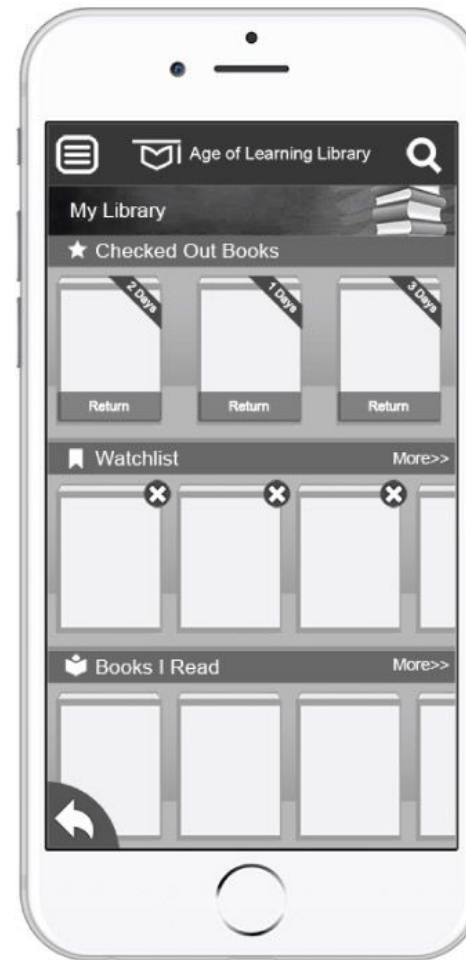 Age of Learning Library
My Library
Checked Out Books
2 Days
1 Days
3 Days
Return
Return
Return
Watchlist
More>>
Books I Read
More>>